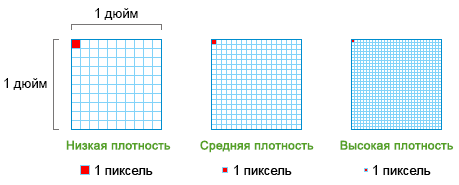 1 дюйм
1 дюйм
Низкая плотность
Средняя плотность
Высокая плотность
1 пиксель
1 пиксель
1 пиксель